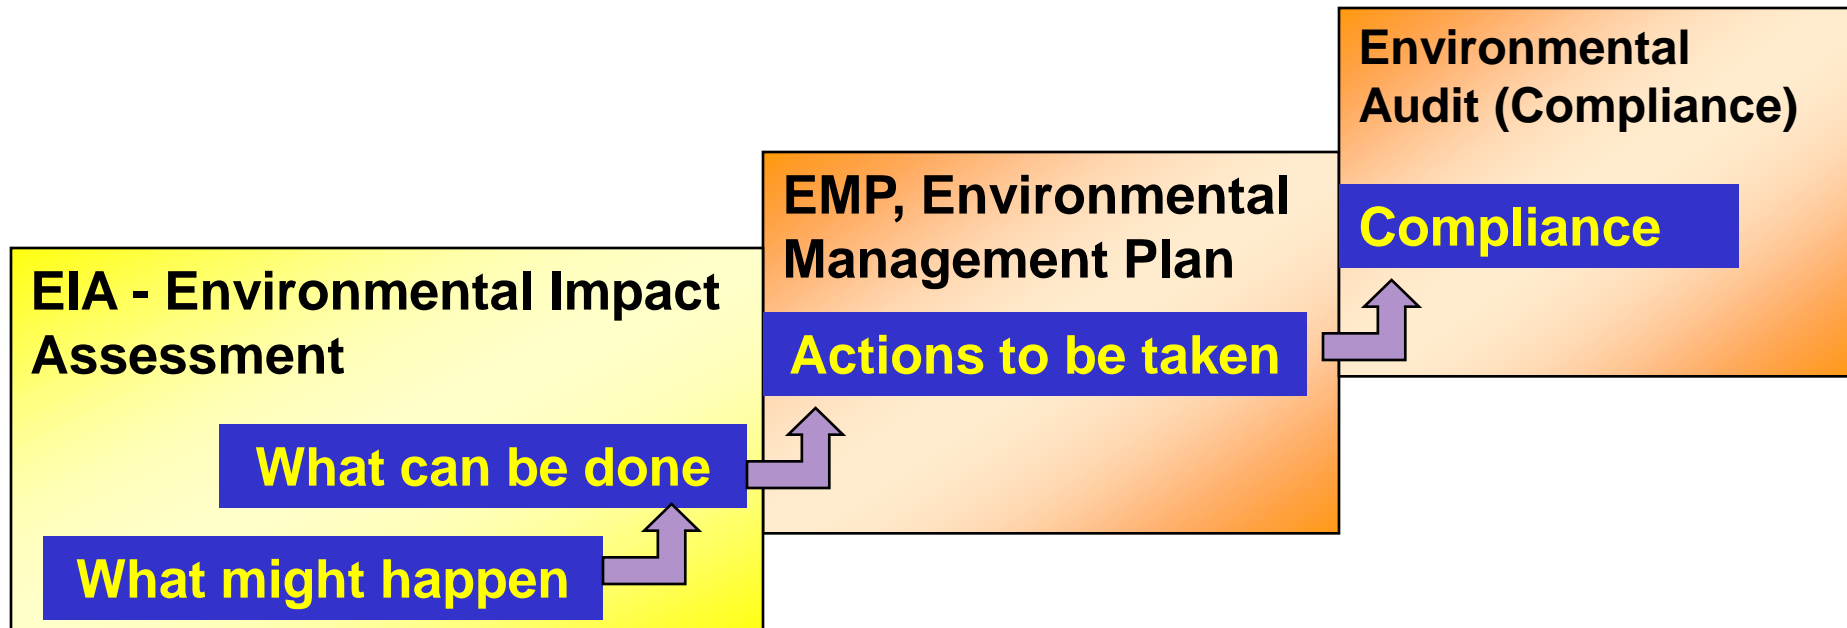 EIA - Environmental Impact
Assessment
What can be done
What might happen
EMP, Environmental
Management Plan
Actions to be taken
Environmental
Audit (Compliance)
Compliance